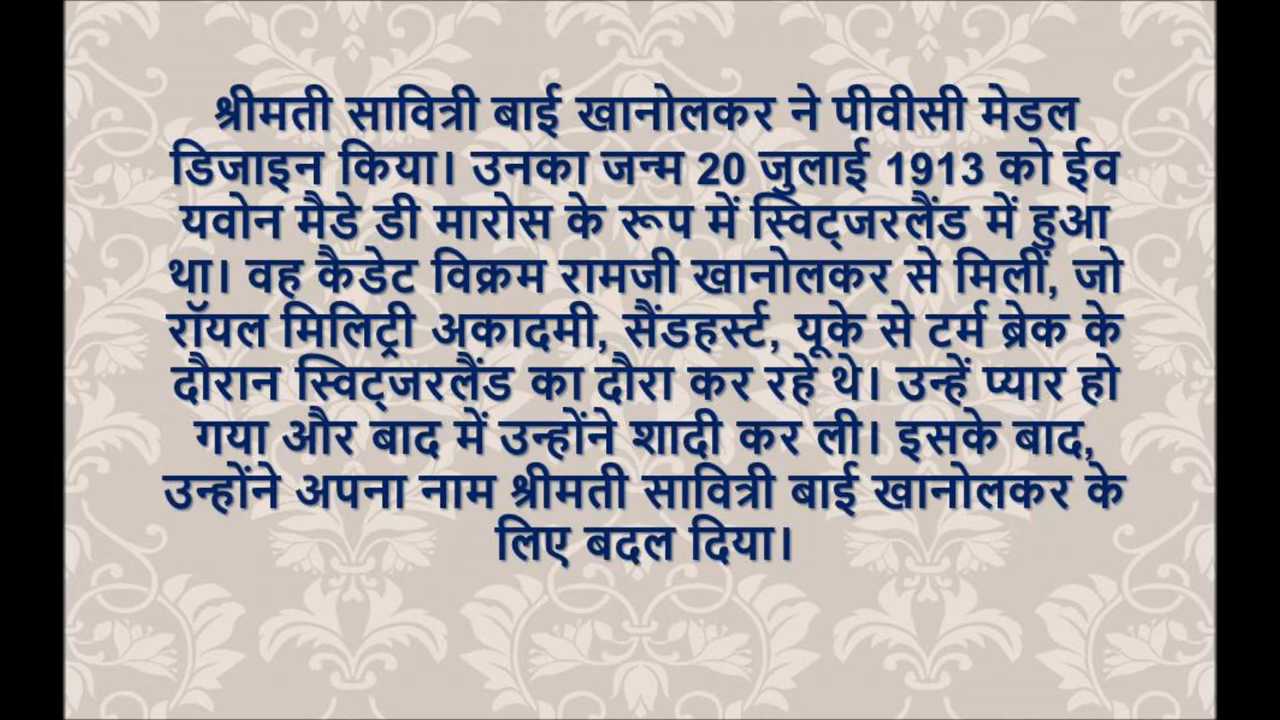 श्रीमती सावित्री बाई खानोलकर ने पीवीसी मेडल
डिजाइन किया। उनका जन्म 20 जुलाई 1913 को ईव
यवोन मैडे डी मारोस के रूप में स्विट्जरलैंड में हुआ
था। वह कैडेट विक्रम रामजी खानोलकर से मिलीं, जो
रॉयल मिलिट्री अकादमी, सैंडहर्स्ट, यूके से टर्म ब्रेक के
दौरान स्विट्जरलैंड का दौरा कर रहे थे। उन्हें प्यार हो
गया और बाद में उन्होंने शादी कर ली। इसके बाद,
उन्होंने अपना नाम श्रीमती सावित्री बाई खानोलकर के
लिए बदल दिया।